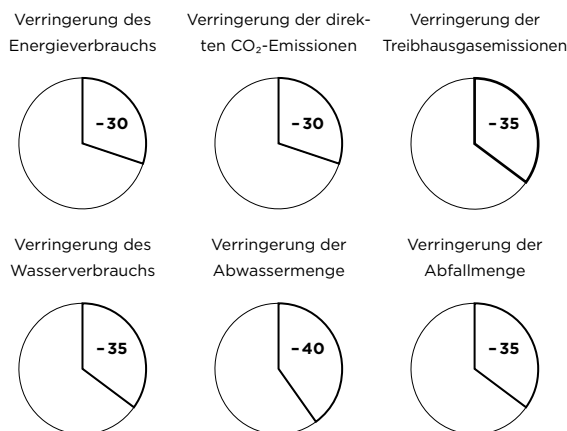 Verringerung des
Energieverbrauchs
-30
Verringerung der direk-
ten CO₂-Emissionen
-30
Verringerung der
Treibhausgasemissionen
-35
Verringerung des
Wasserverbrauchs
-35
Verringerung der
Abwassermenge
-40
Verringerung der
Abfallmenge
-35